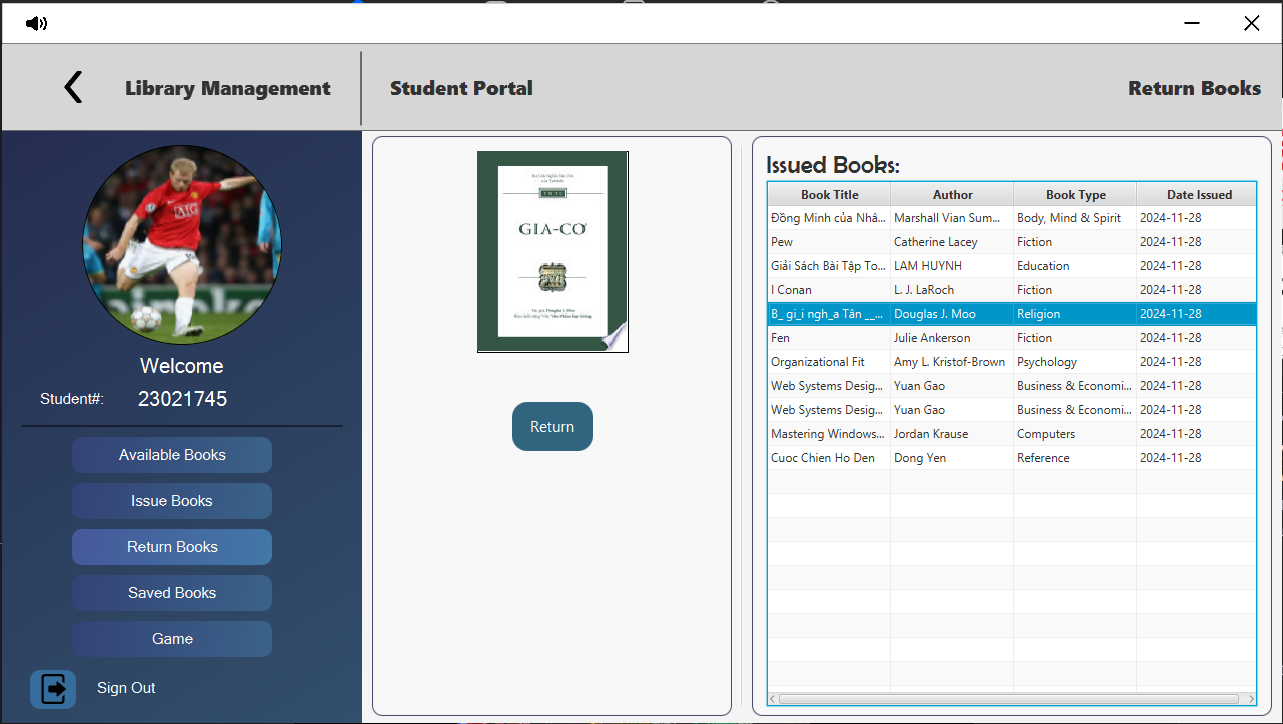 Library Management
Student Portal
Return Books
AIG
Welcome
Student#: 23021745
Available Books
Issue Books
Return Books
Saved Books
Game
Sign Out
GIA-CƠ
Return
Issued Books:
Book Title Author Book Type Date Issued
Đồng Minh của Nhâ... Marshall Vian Sum... Body, Mind & Spirit 2024-11-28
Pew Catherine Lacey Fiction 2024-11-28
Giải Sách Bài Tập To... LAM HUYNH Education 2024-11-28
I Conan L. J. LaRoch Fiction 2024-11-28
B_ gi_i ngh_a Tân __... Douglas J. Moo Religion 2024-11-28
Fen Julie Ankerson Fiction 2024-11-28
Organizational Fit Amy L. Kristof-Brown Psychology 2024-11-28
Web Systems Desig... Yuan Gao Business & Economi... 2024-11-28
Web Systems Desig... Yuan Gao Business & Economi... 2024-11-28
Mastering Windows... Jordan Krause Computers 2024-11-28
Cuoc Chien Ho Den Dong Yen Reference 2024-11-28